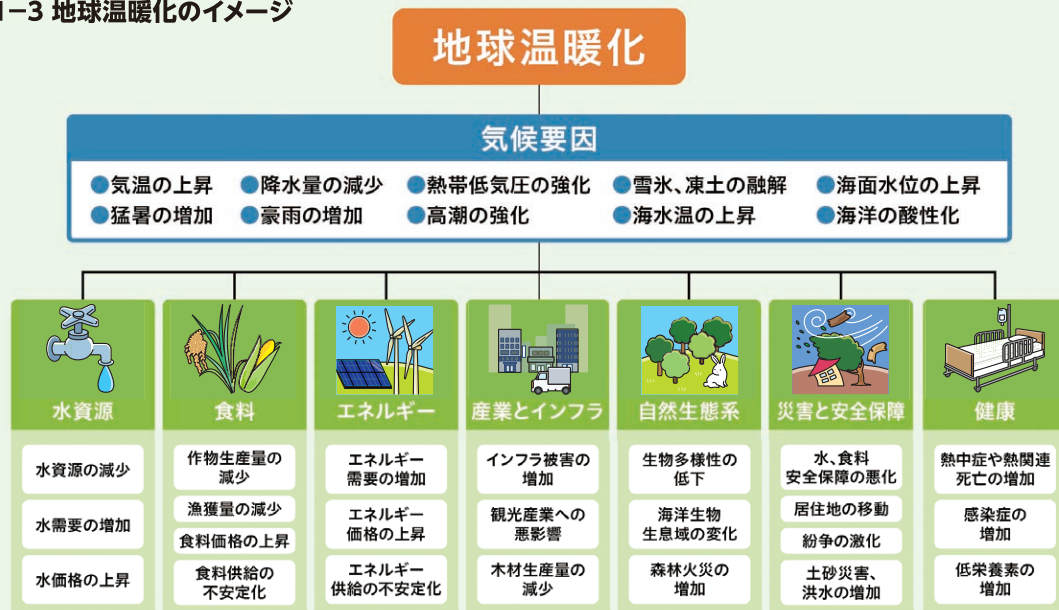 1－3 地球温暖化のイメージ
地球温暖化
気候要因
●気温の上昇 ●降水量の減少 ●熱帯低気圧の強化 ●雪氷、凍土の融解 ●海面水位の上昇
●猛暑の増加 ●豪雨の増加 ●高潮の強化 ●海水温の上昇 ●海洋の酸性化
水資源
水資源の減少
水需要の増加
水価格の上昇
食料
作物生産量の
減少
漁獲量の減少
食料価格の上昇
食料供給の
不安定化
エネルギー
エネルギー
需要の増加
エネルギー
価格の上昇
エネルギー
供給の不安定化
産業とインフラ
インフラ被害の
増加
観光産業への
悪影響
木材生産量の
減少
自然生態系
生物多様性の
低下
海洋生物
生息域の変化
森林火災の
増加
災害と安全保障
水、食料
安全保障の悪化
居住地の移動
紛争の激化
土砂災害、
洪水の増加
健康
熱中症や熱関連
死亡の増加
感染症の
増加
低栄養素の
増加